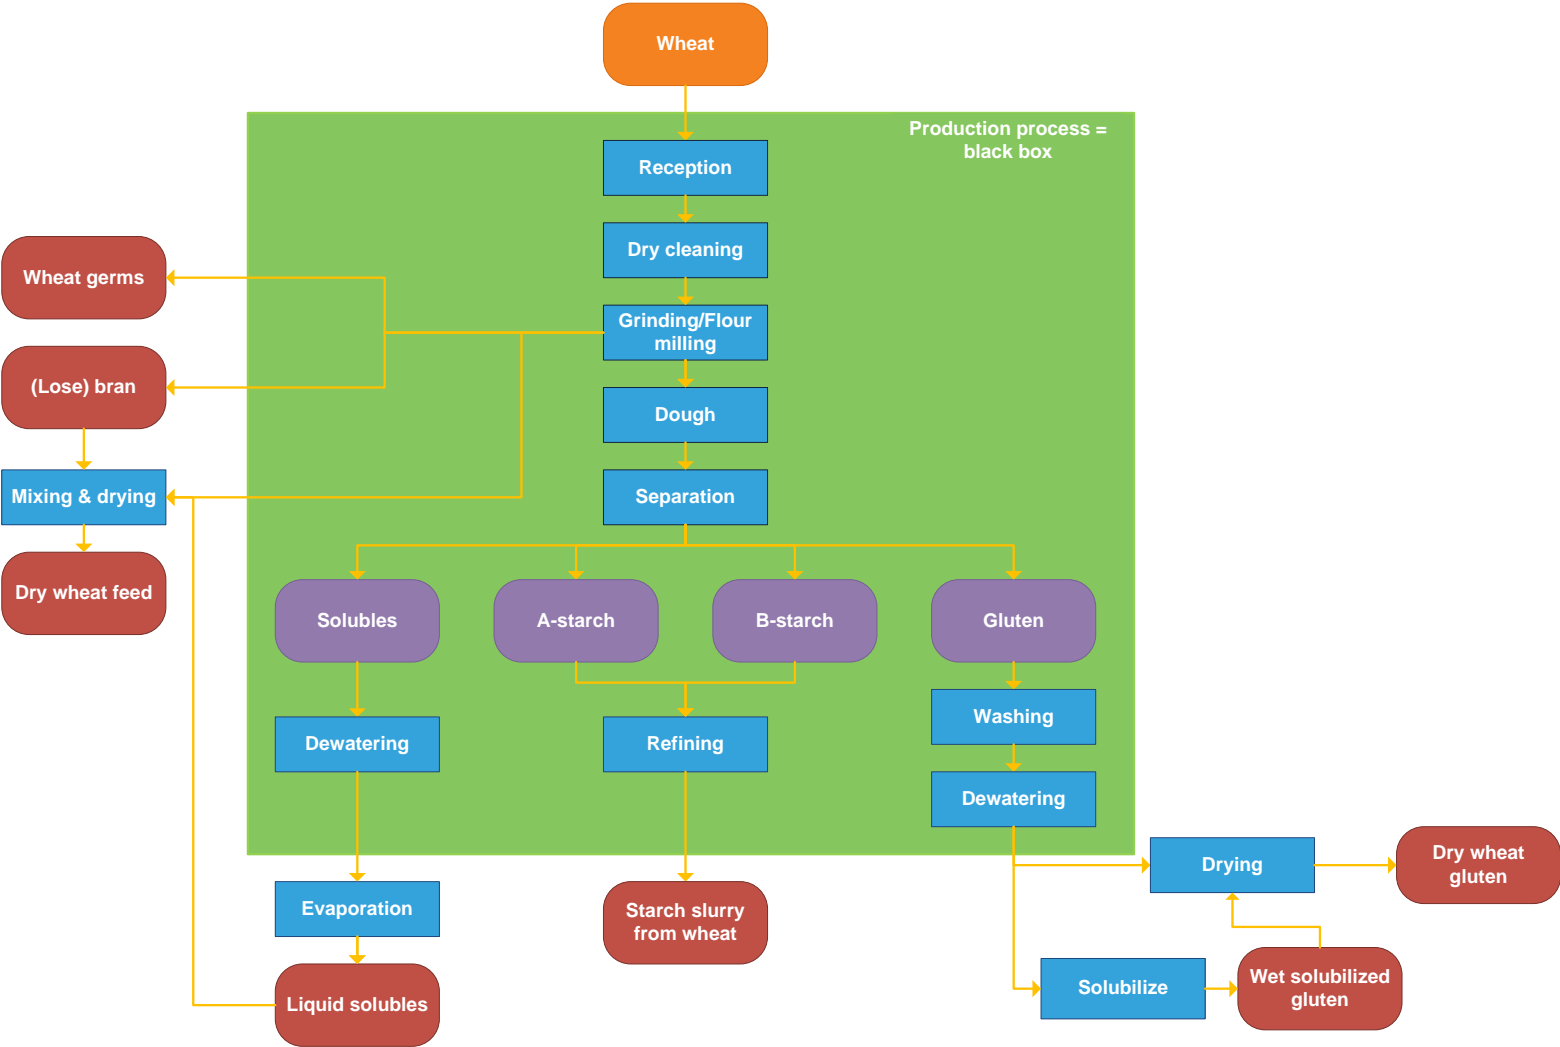 Wheat
Production process =
black box
Reception
Dry cleaning
Wheat germs
Grinding/Flour
milling
(Lose) bran
Dough
Mixing & drying
Separation
Dry wheat feed
Solubles
A-starch
B-starch
Gluten
Washing
Dewatering
Refining
Dewatering
Drying
Dry wheat
gluten
Evaporation
Starch slurry
from wheat
Solubilize
Wet solubilized
gluten
Liquid solubles